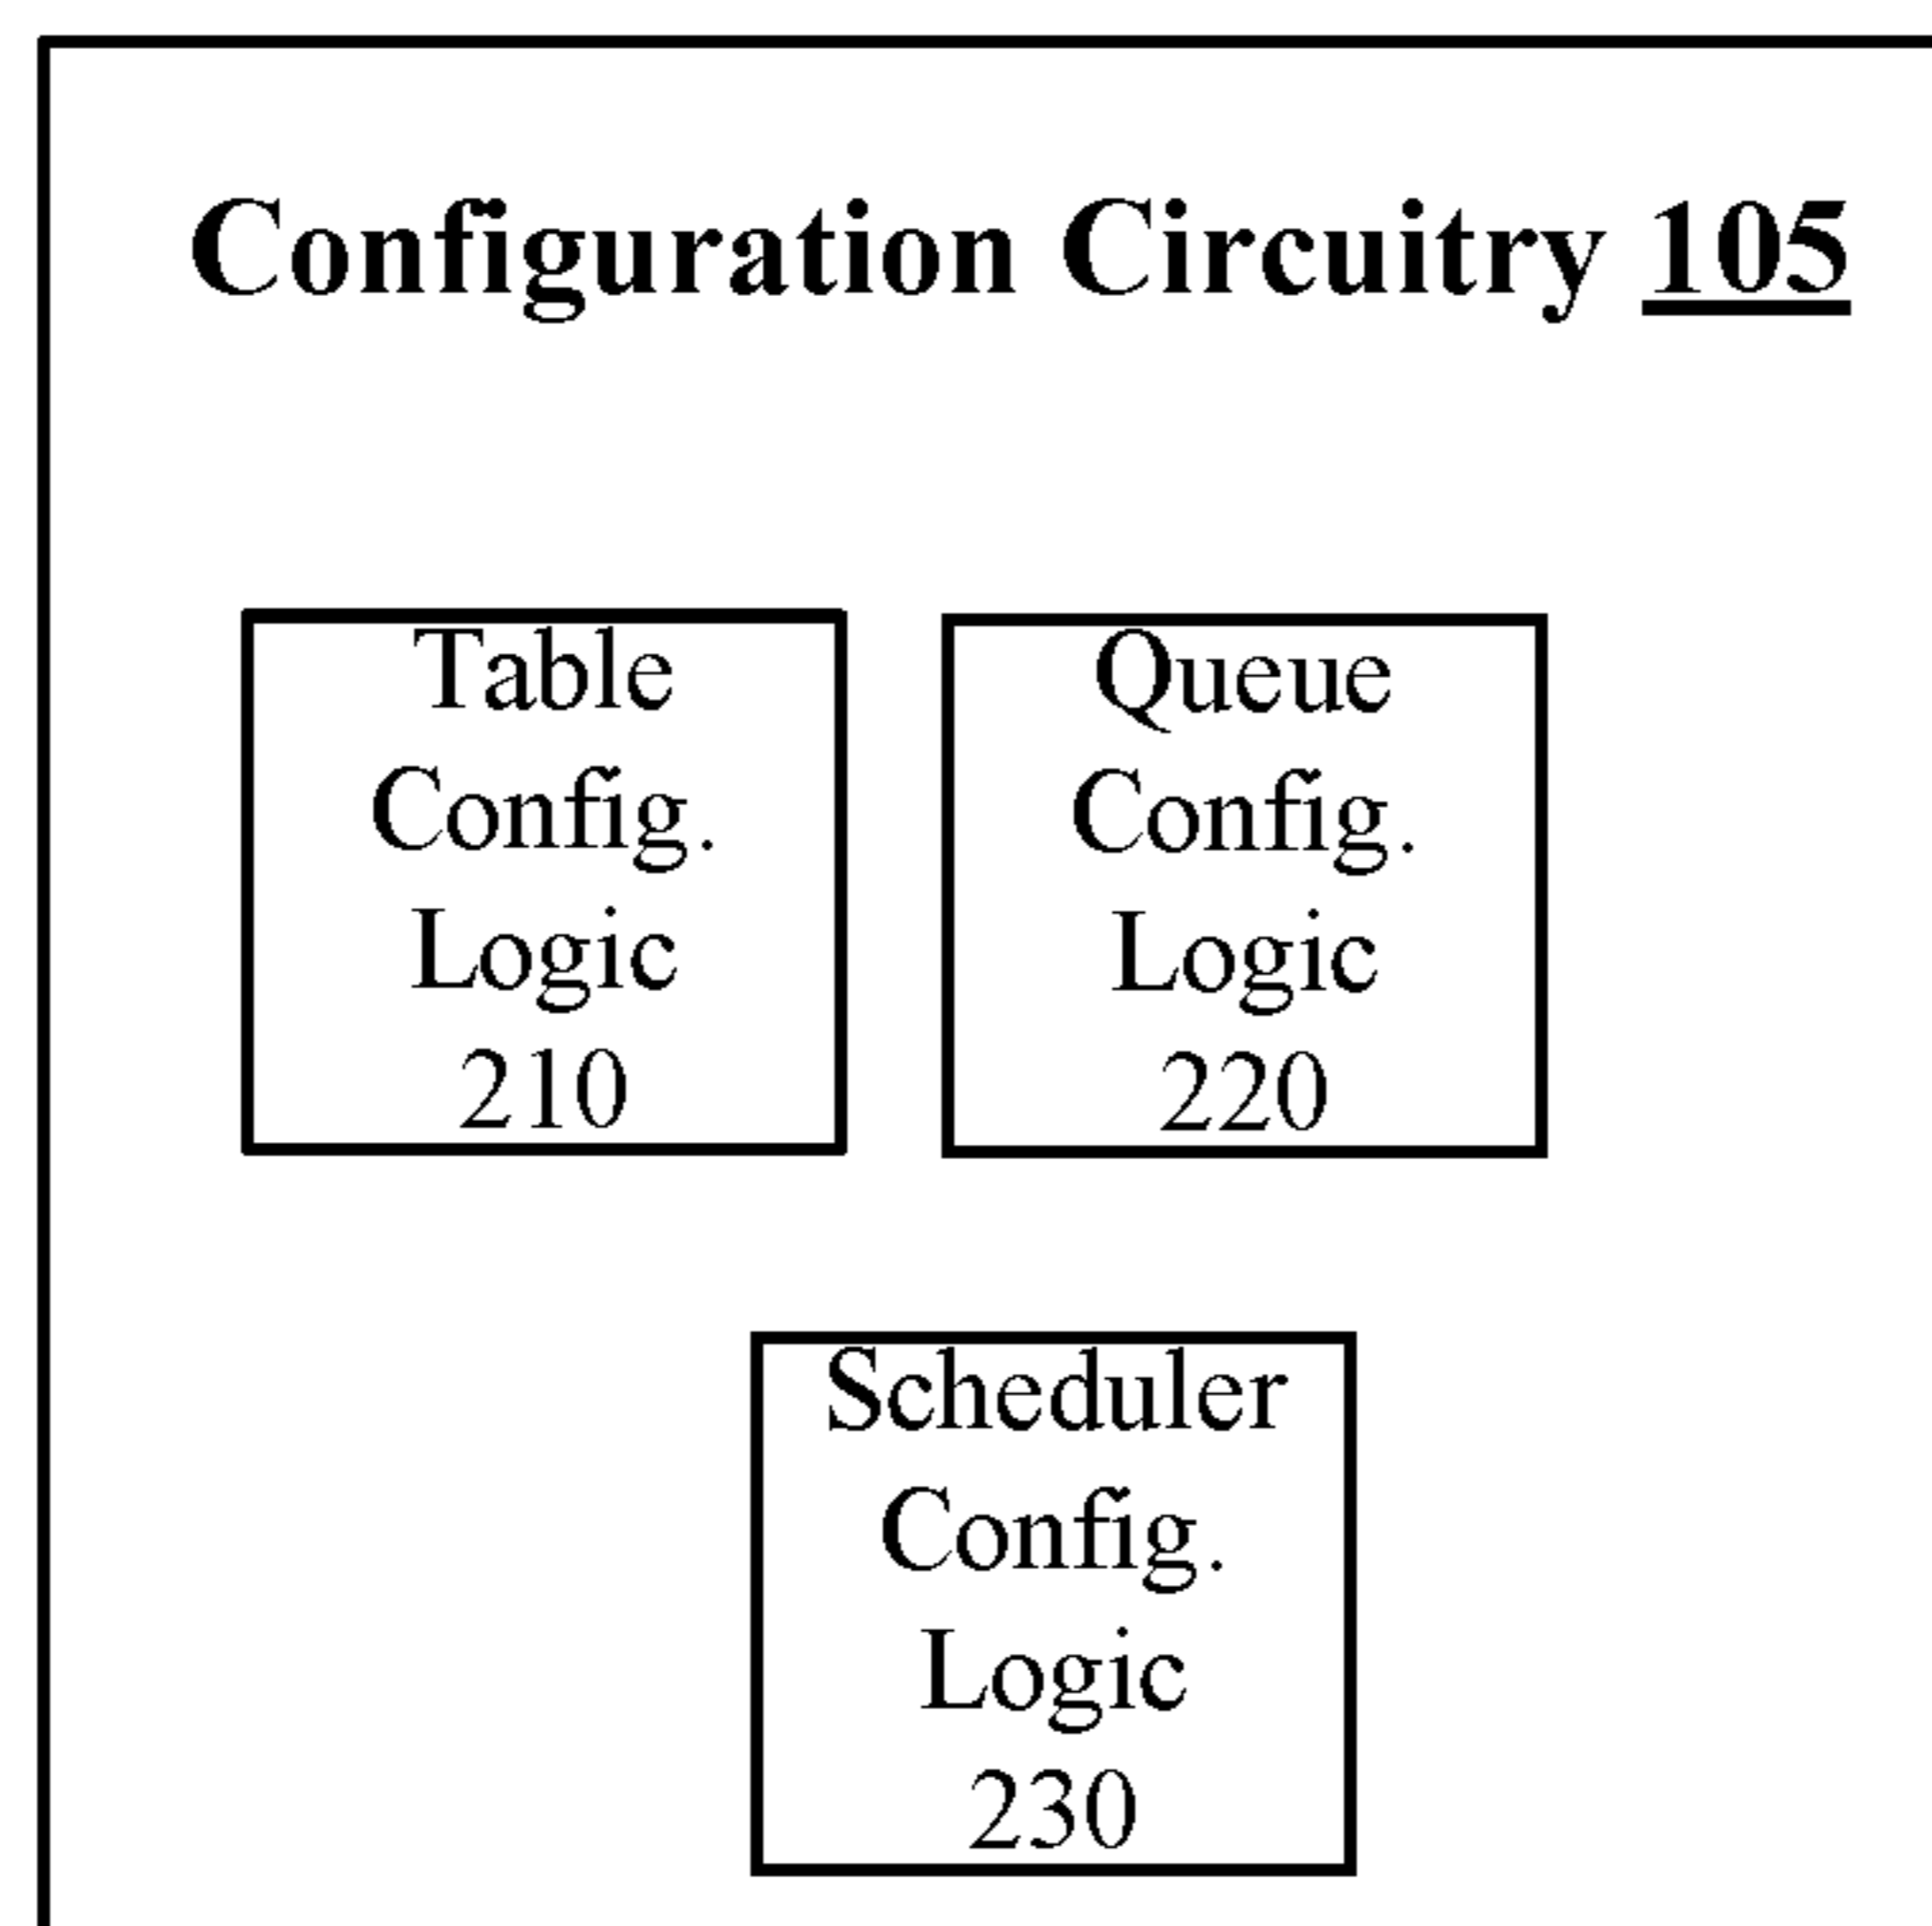 Configuration Circuitry 105
Table
Config.
Logic
210
Queue
Config.
Logic
220
Scheduler
Config.
Logic
230